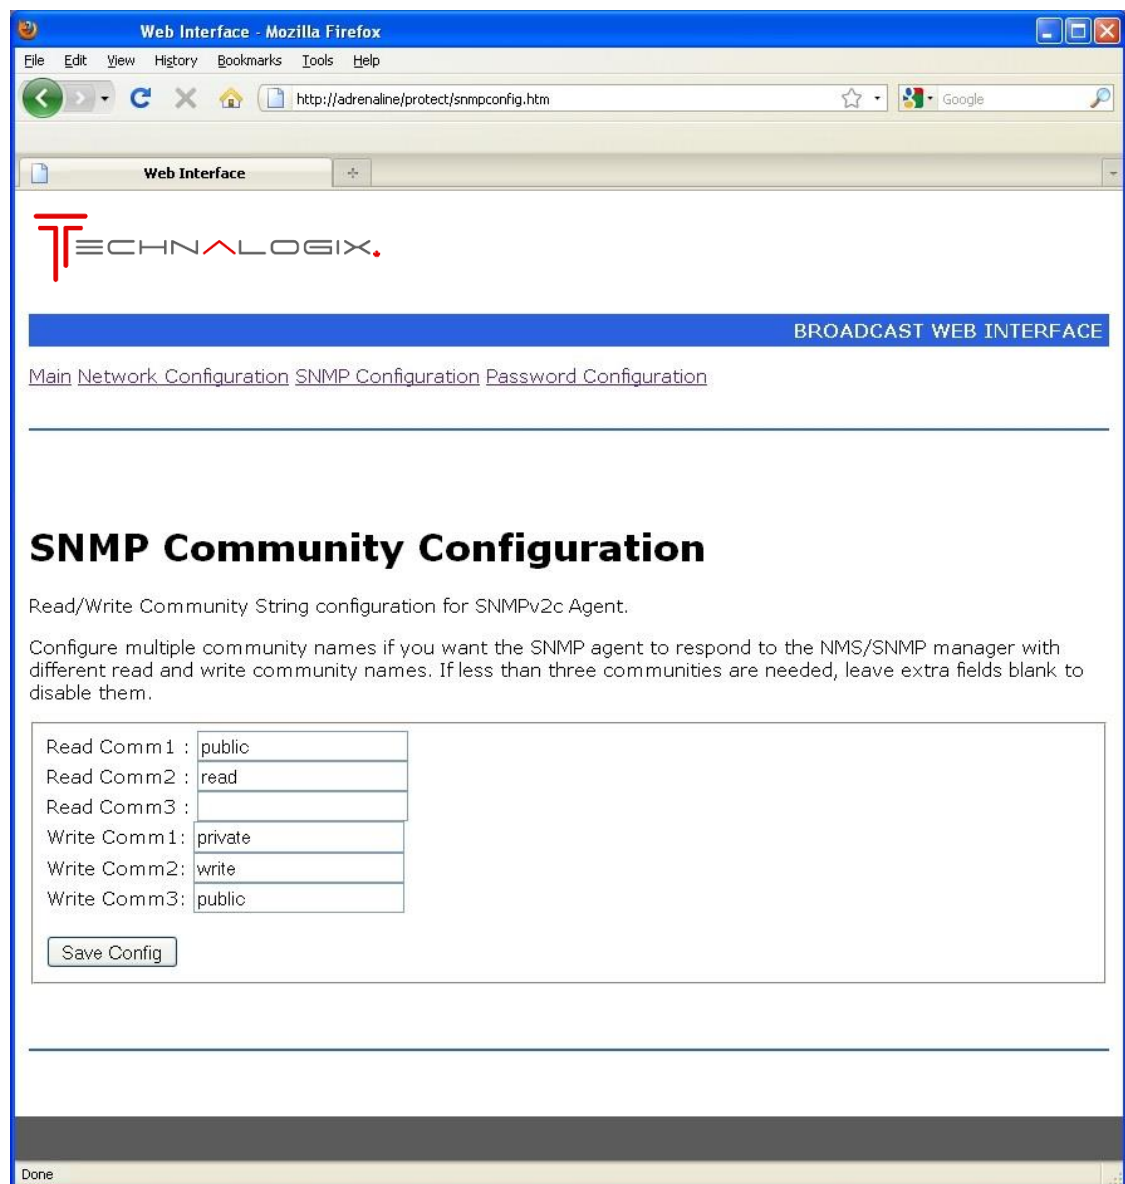 Web Interface - Mozilla Firefox
File Edit View History Bookmarks Tools Help
http://adrenaline/protect/snmpconfig.htm Google
Web Interface
TECHNALOGIX.
BROADCAST WEB INTERFACE
Main Network Configuration SNMP Configuration Password Configuration
SNMP Community Configuration
Read/Write Community String configuration for SNMPv2c Agent.
Configure multiple community names if you want the SNMP agent to respond to the NMS/SNMP manager with
different read and write community names. If less than three communities are needed, leave extra fields blank to
disable them.
Read Comm1 : public
Read Comm2 : read
Read Comm3 :
Write Comm1: private
Write Comm2: write
Write Comm3: public
Save Config
Done